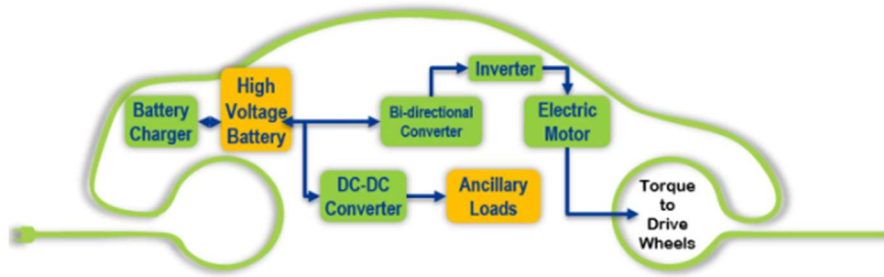 Battery
Charger
High
Voltage
Battery
Bi-directional
Converter
Inverter
Electric
Motor
DC-DC
Converter
Ancillary
Loads
Torque
to
Drive
Wheels